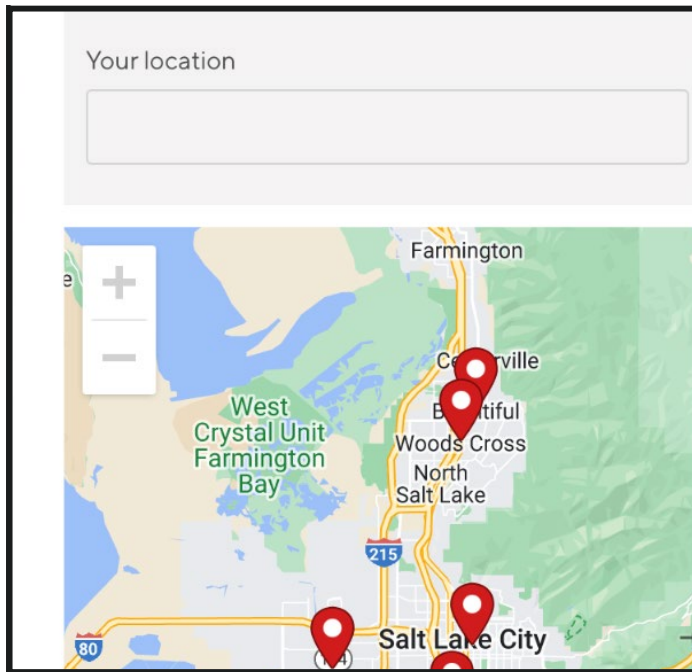 Your location
+
−
Farmington
West
Crystal Unit
Farmington
Bay
Woods Cross
North
Salt Lake
215
80
Salt Lake City